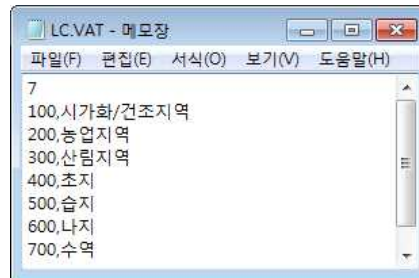 LC.VAT - 메모장
파일(F) 편집(E) 서식(O) 보기(V) 도움말(H)
7
100,시가화/건조지역
200,농업지역
300,산림지역
400,초지
500,습지
600,나지
700,수역